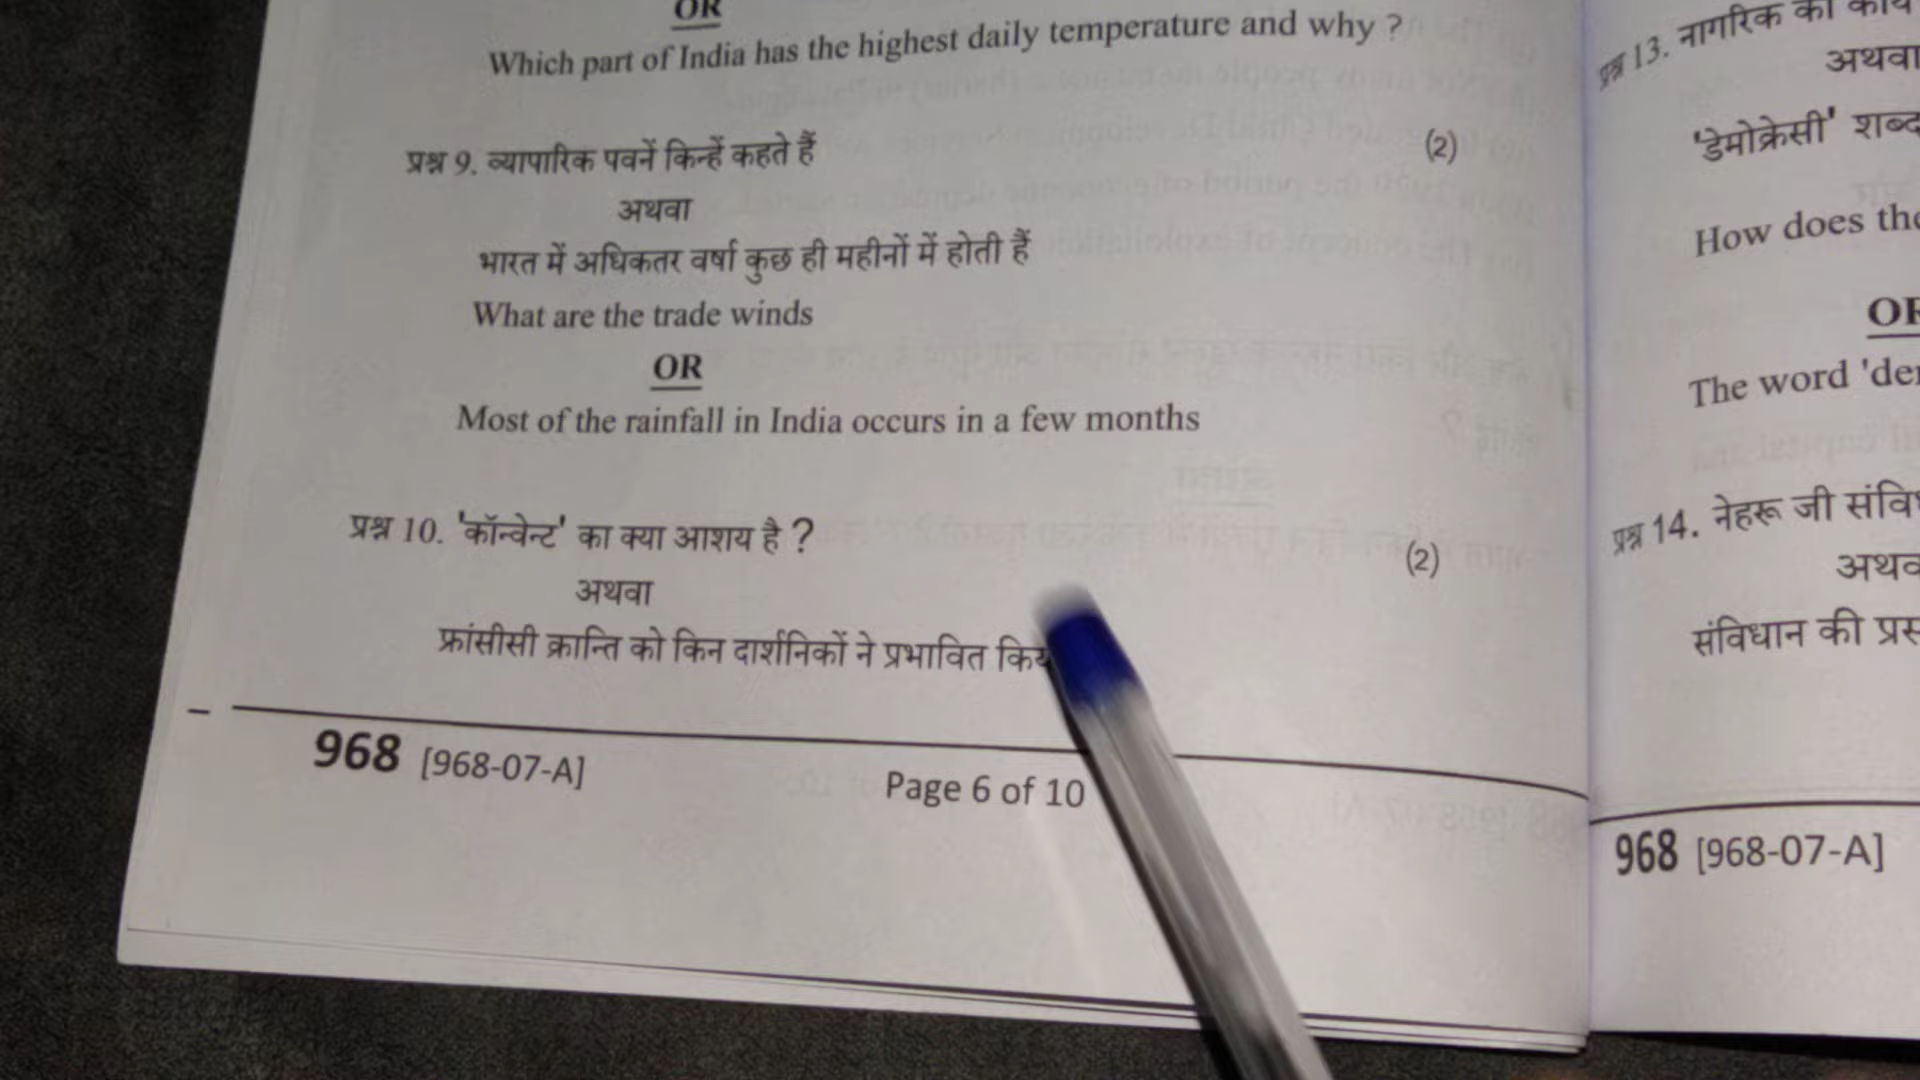 OR
Which part of India has the highest daily temperature and why ?
प्रश्न 9. व्यापारिक पवनें किन्हें कहते हैं (2)
अथवा
भारत में अधिकतर वर्षा कुछ ही महीनों में होती हैं
What are the trade winds
OR
Most of the rainfall in India occurs in a few months
प्रश्न 10. 'कॉन्वेन्ट' का क्या आशय है ? (2)
अथवा
फ्रांसीसी क्रान्ति को किन दार्शनिकों ने प्रभावित
968 [968-07-A] Page 6 of 10
प्रश्न 13. नागरिक
अथवा
'डेमोक्रेसी' शब्द
How does
OR
The word
प्रश्न 14. नेहरू जी
संविधान की
968 [968-07-A]